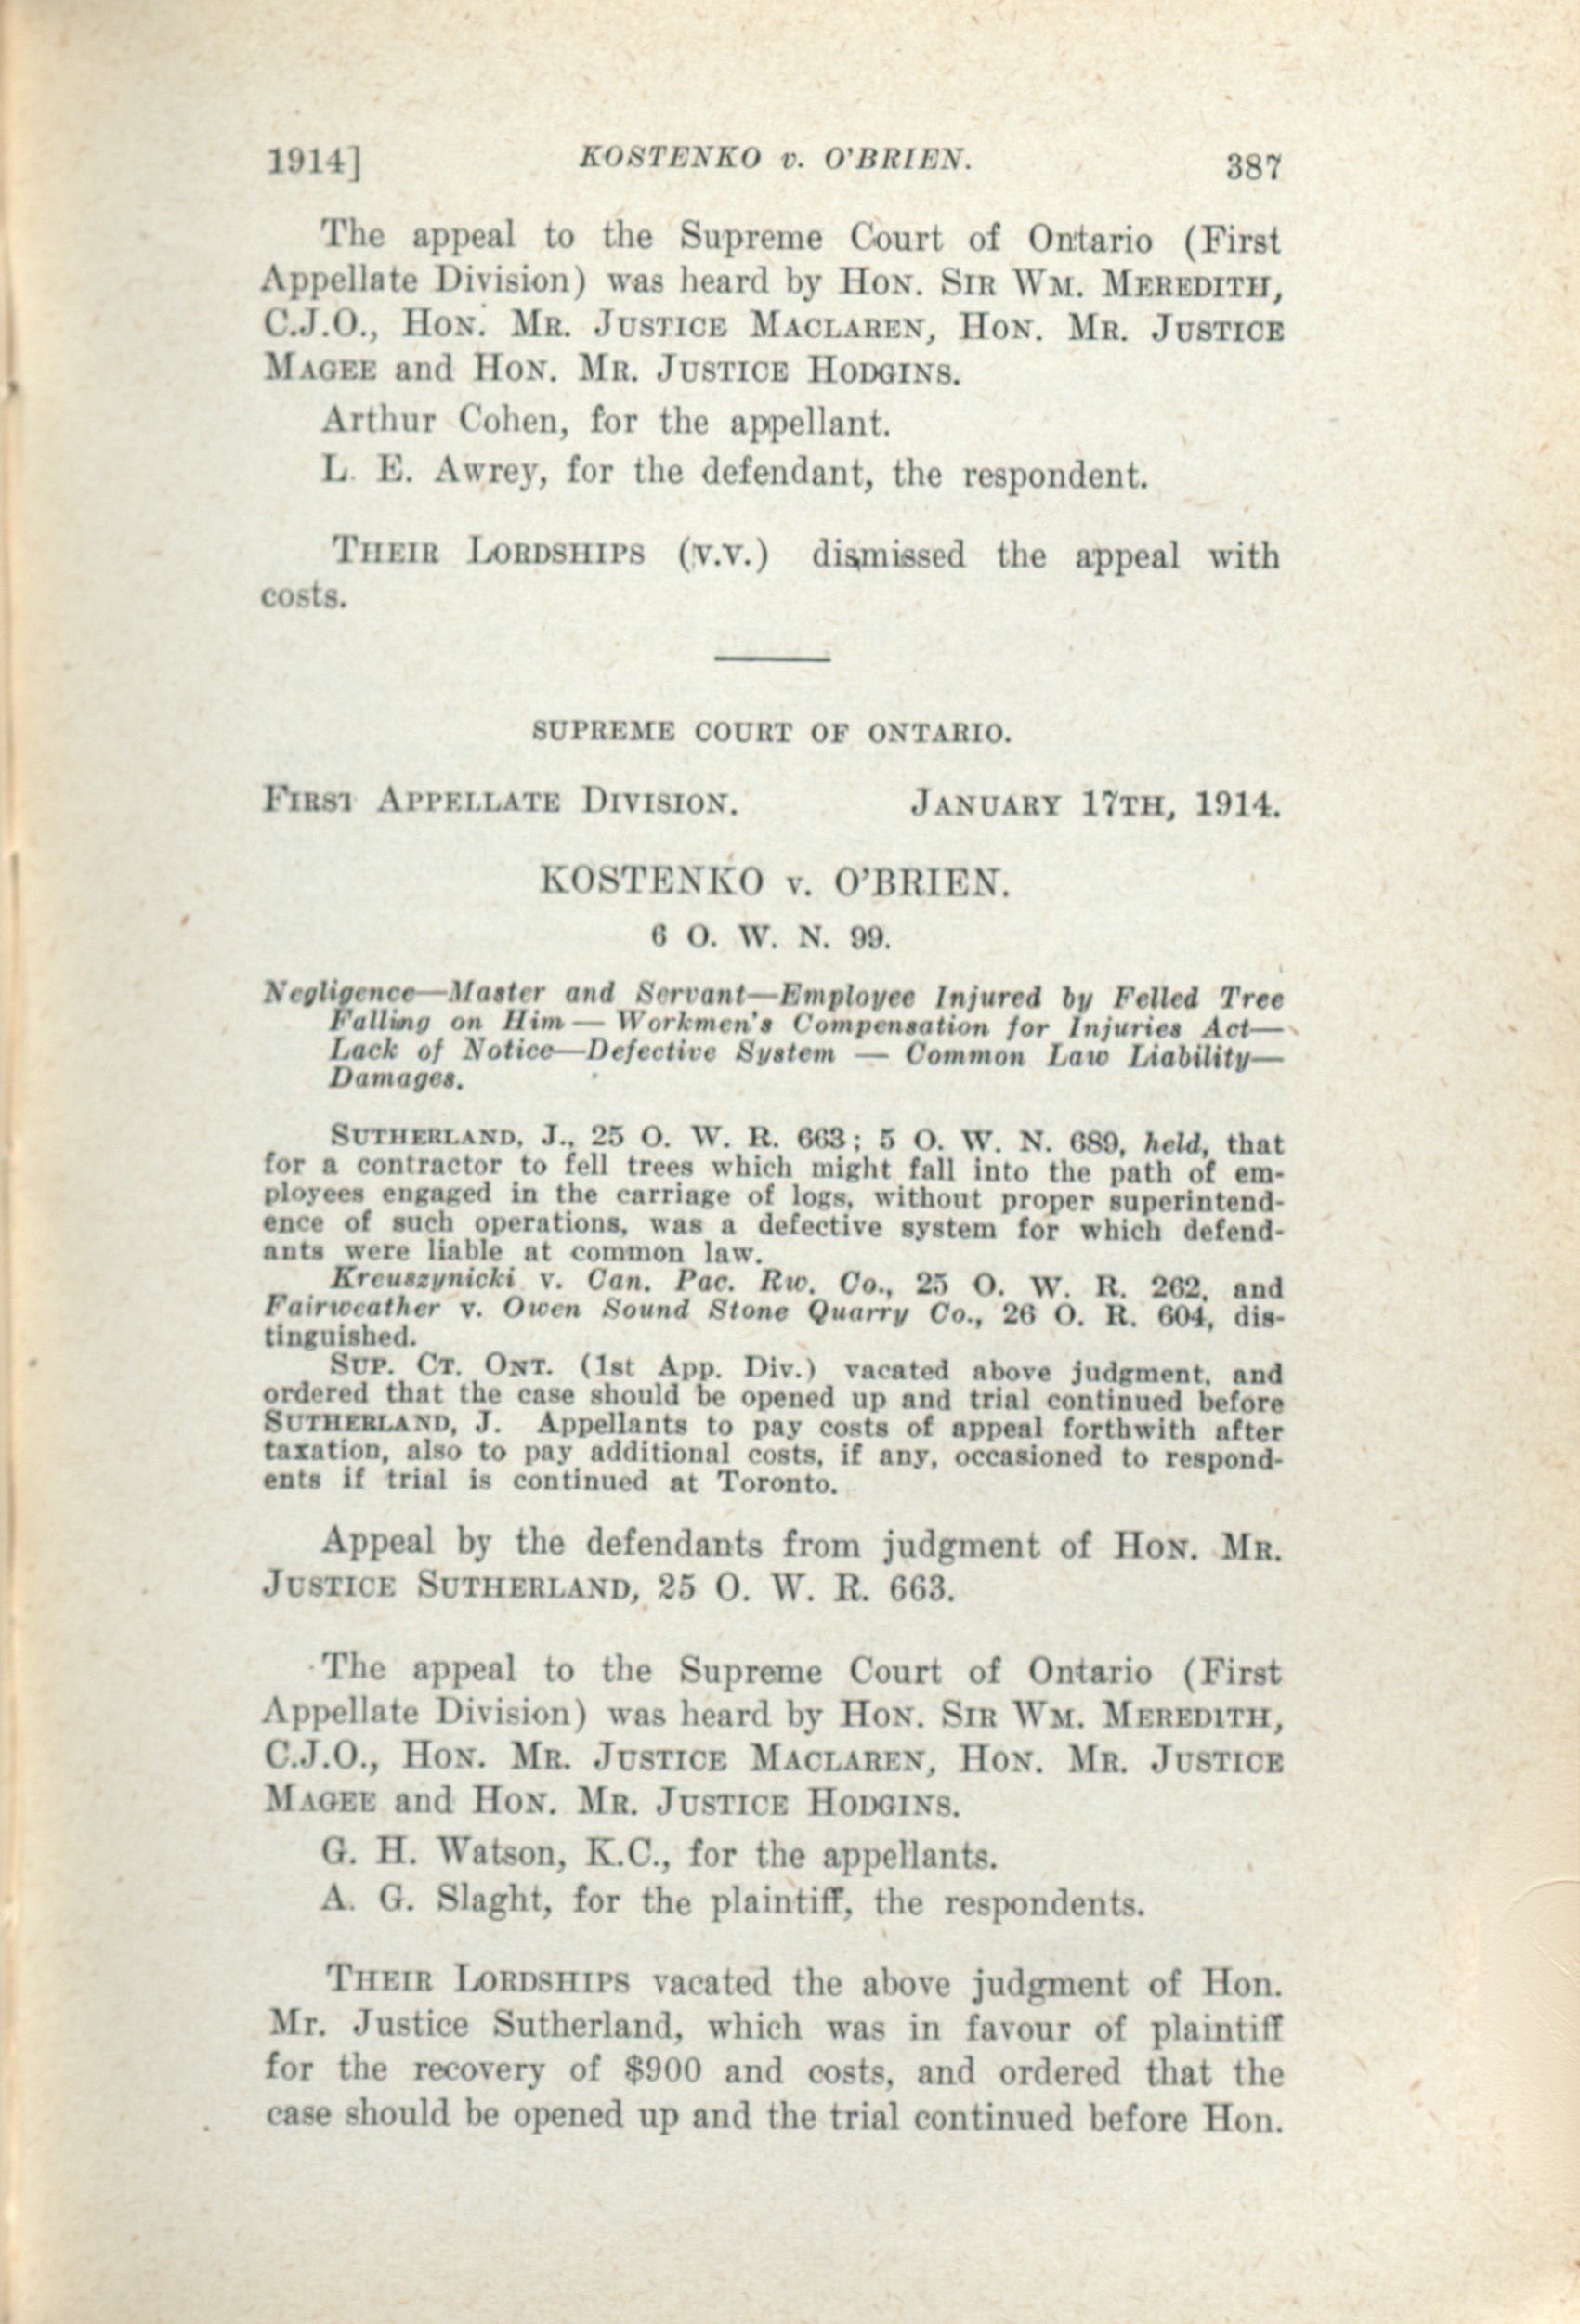 1914] KOSTENKO v. O'BRIEN. 387
The appeal to the Supreme Court of Ontario (First
Appellate Division) was heard by HON. SIR WM. MEREDITH,
C.J.O., HON. MR. JUSTICE MACLAREN, HON. MR. JUSTICE
MAGEE and HON. MR. JUSTICE HODGINS.
Arthur Cohen, for the appellant.
L. E. Awrey, for the defendant, the respondent.
THEIR LORDSHIPS (V.V.) dismissed the appeal with
costs.
SUPREME COURT OF ONTARIO.
FIRST APPELLATE DIVISION. JANUARY 17TH, 1914.
KOSTENKO v. O'BRIEN.
6 O. W. N. 99.
Negligence—Master and Servant—Employee Injured by Felled Tree
Falling on Him — Workmen's Compensation for Injuries Act—
Lack of Notice—Defective System — Common Law Liability—
Damages.
SUTHERLAND, J., 25 O. W. R. 663; 5 O. W. N. 689, held, that
for a contractor to fell trees which might fall into the path of em-
ployees engaged in the carriage of logs, without proper superintend-
ence of such operations, was a defective system for which defend-
ants were liable at common law.
Kreuszynicki v. Can. Pac. Rw. Co., 25 O. W. R. 262, and
Fairweather v. Owen Sound Stone Quarry Co., 26 O. R. 604, dis-
tinguished.
SUP. CT. ONT. (1st App. Div.) vacated above judgment, and
ordered that the case should be opened up and trial continued before
SUTHERLAND, J. Appellants to pay costs of appeal forthwith after
taxation, also to pay additional costs, if any, occasioned to respond-
ents if trial is continued at Toronto.
Appeal by the defendants from judgment of HON. MR.
JUSTICE SUTHERLAND, 25 O. W. R. 663.
The appeal to the Supreme Court of Ontario (First
Appellate Division) was heard by HON. SIR WM. MEREDITH,
C.J.O., HON. MR. JUSTICE MACLAREN, HON. MR. JUSTICE
MAGEE and HON. MR. JUSTICE HODGINS.
G. H. Watson, K.C., for the appellants.
A. G. Slaght, for the plaintiff, the respondents.
THEIR LORDSHIPS vacated the above judgment of Hon.
Mr. Justice Sutherland, which was in favour of plaintiff
for the recovery of $900 and costs, and ordered that the
case should be opened up and the trial continued before Hon.